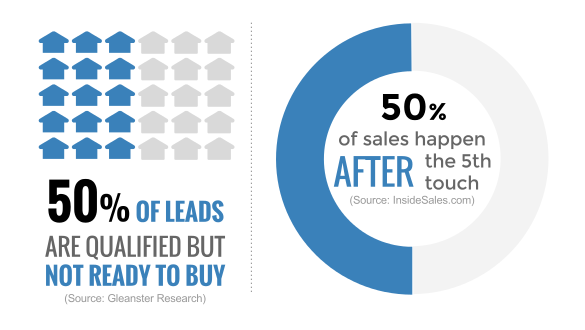 50% OF LEADS
ARE QUALIFIED BUT
NOT READY TO BUY
(Source: Gleanster Research)
50%
of sales happen
AFTER the 5th
touch
(Source: InsideSales.com)